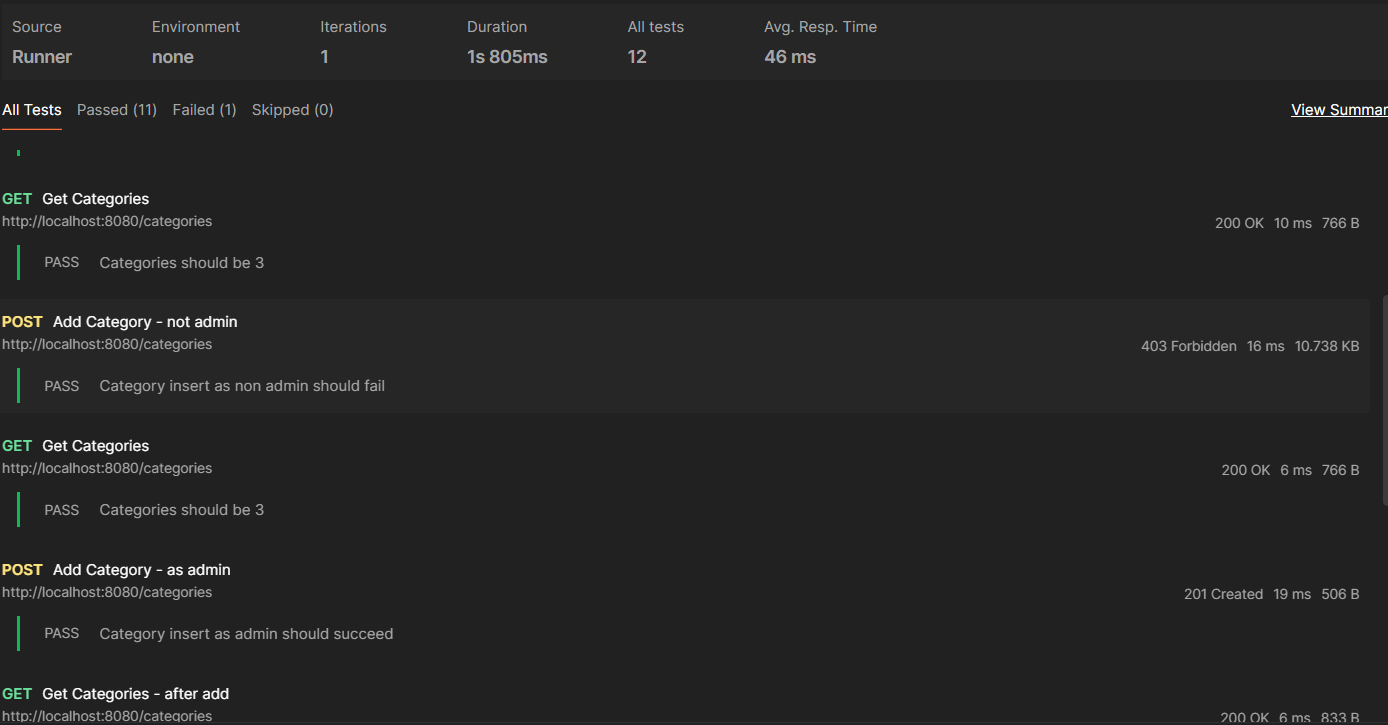 Source Environment Iterations Duration All tests Avg. Resp. Time
Runner none 1 1s 805ms 12 46 ms
All Tests Passed (11) Failed (1) Skipped (0) View Summar
GET Get Categories
http://localhost:8080/categories 200 OK 10 ms 766 B
PASS Categories should be 3
POST Add Category - not admin
http://localhost:8080/categories 403 Forbidden 16 ms 10.738 KB
PASS Category insert as non admin should fail
GET Get Categories
http://localhost:8080/categories 200 OK 6 ms 766 B
PASS Categories should be 3
POST Add Category - as admin
http://localhost:8080/categories 201 Created 19 ms 506 B
PASS Category insert as admin should succeed
GET Get Categories - after add
http://localhost:8080/categories 200 OK 6 ms 833 B